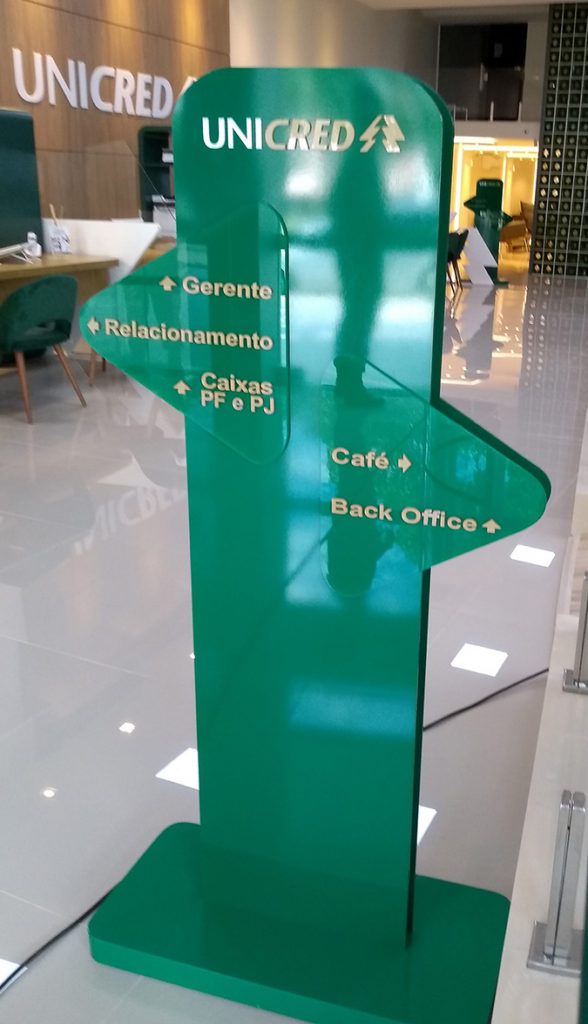 UNICRED
UNICRED
↑ Gerente
← Relacionamento
↑ Caixas
PF e PJ
Café →
Back Office ↑